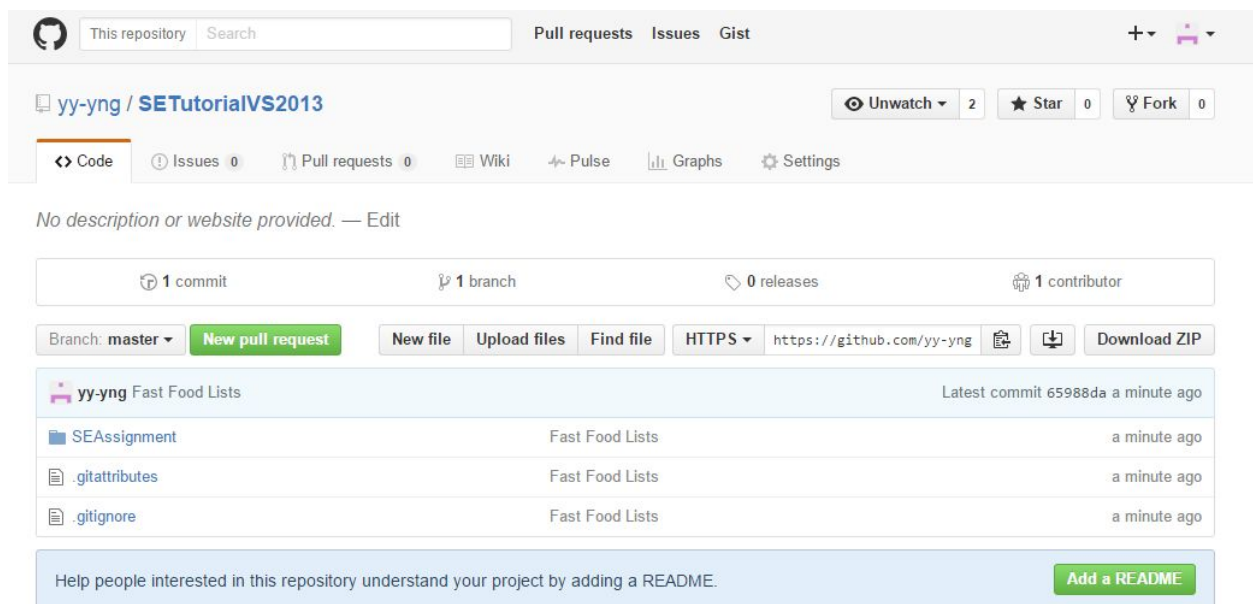 This repository Search Pull requests Issues Gist
yy-yng / SETutorialVS2013 Unwatch 2 Star 0 Fork 0
Code Issues 0 Pull requests 0 Wiki Pulse Graphs Settings
No description or website provided. — Edit
1 commit 1 branch 0 releases 1 contributor
Branch: master New pull request New file Upload files Find file HTTPS https://github.com/yy-yng Download ZIP
yy-yng Fast Food Lists Latest commit 65988da a minute ago
SEAssignment Fast Food Lists a minute ago
.gitattributes Fast Food Lists a minute ago
.gitignore Fast Food Lists a minute ago
Help people interested in this repository understand your project by adding a README. Add a README